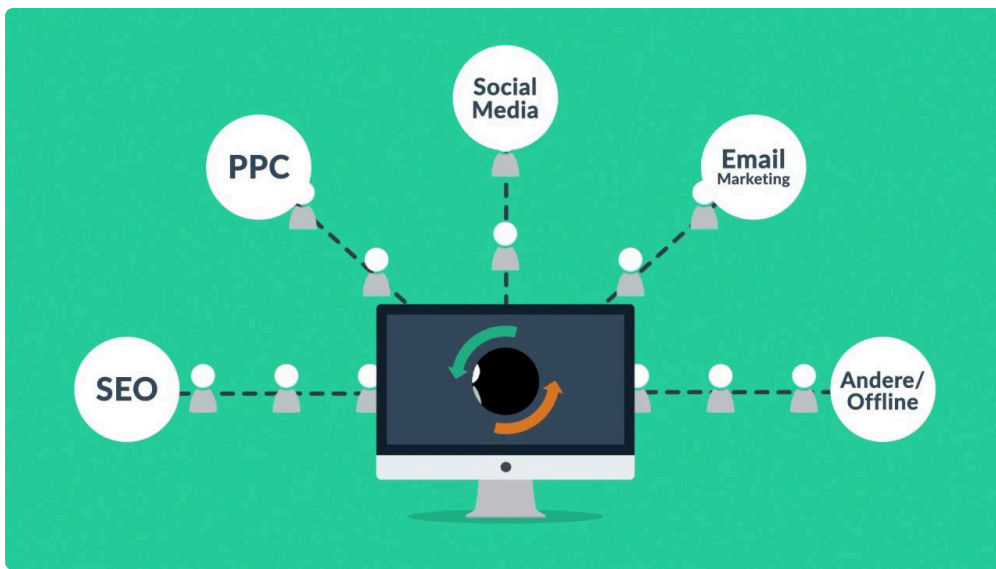 Social
Media
PPC
Email
Marketing
SEO
Andere/
Offline